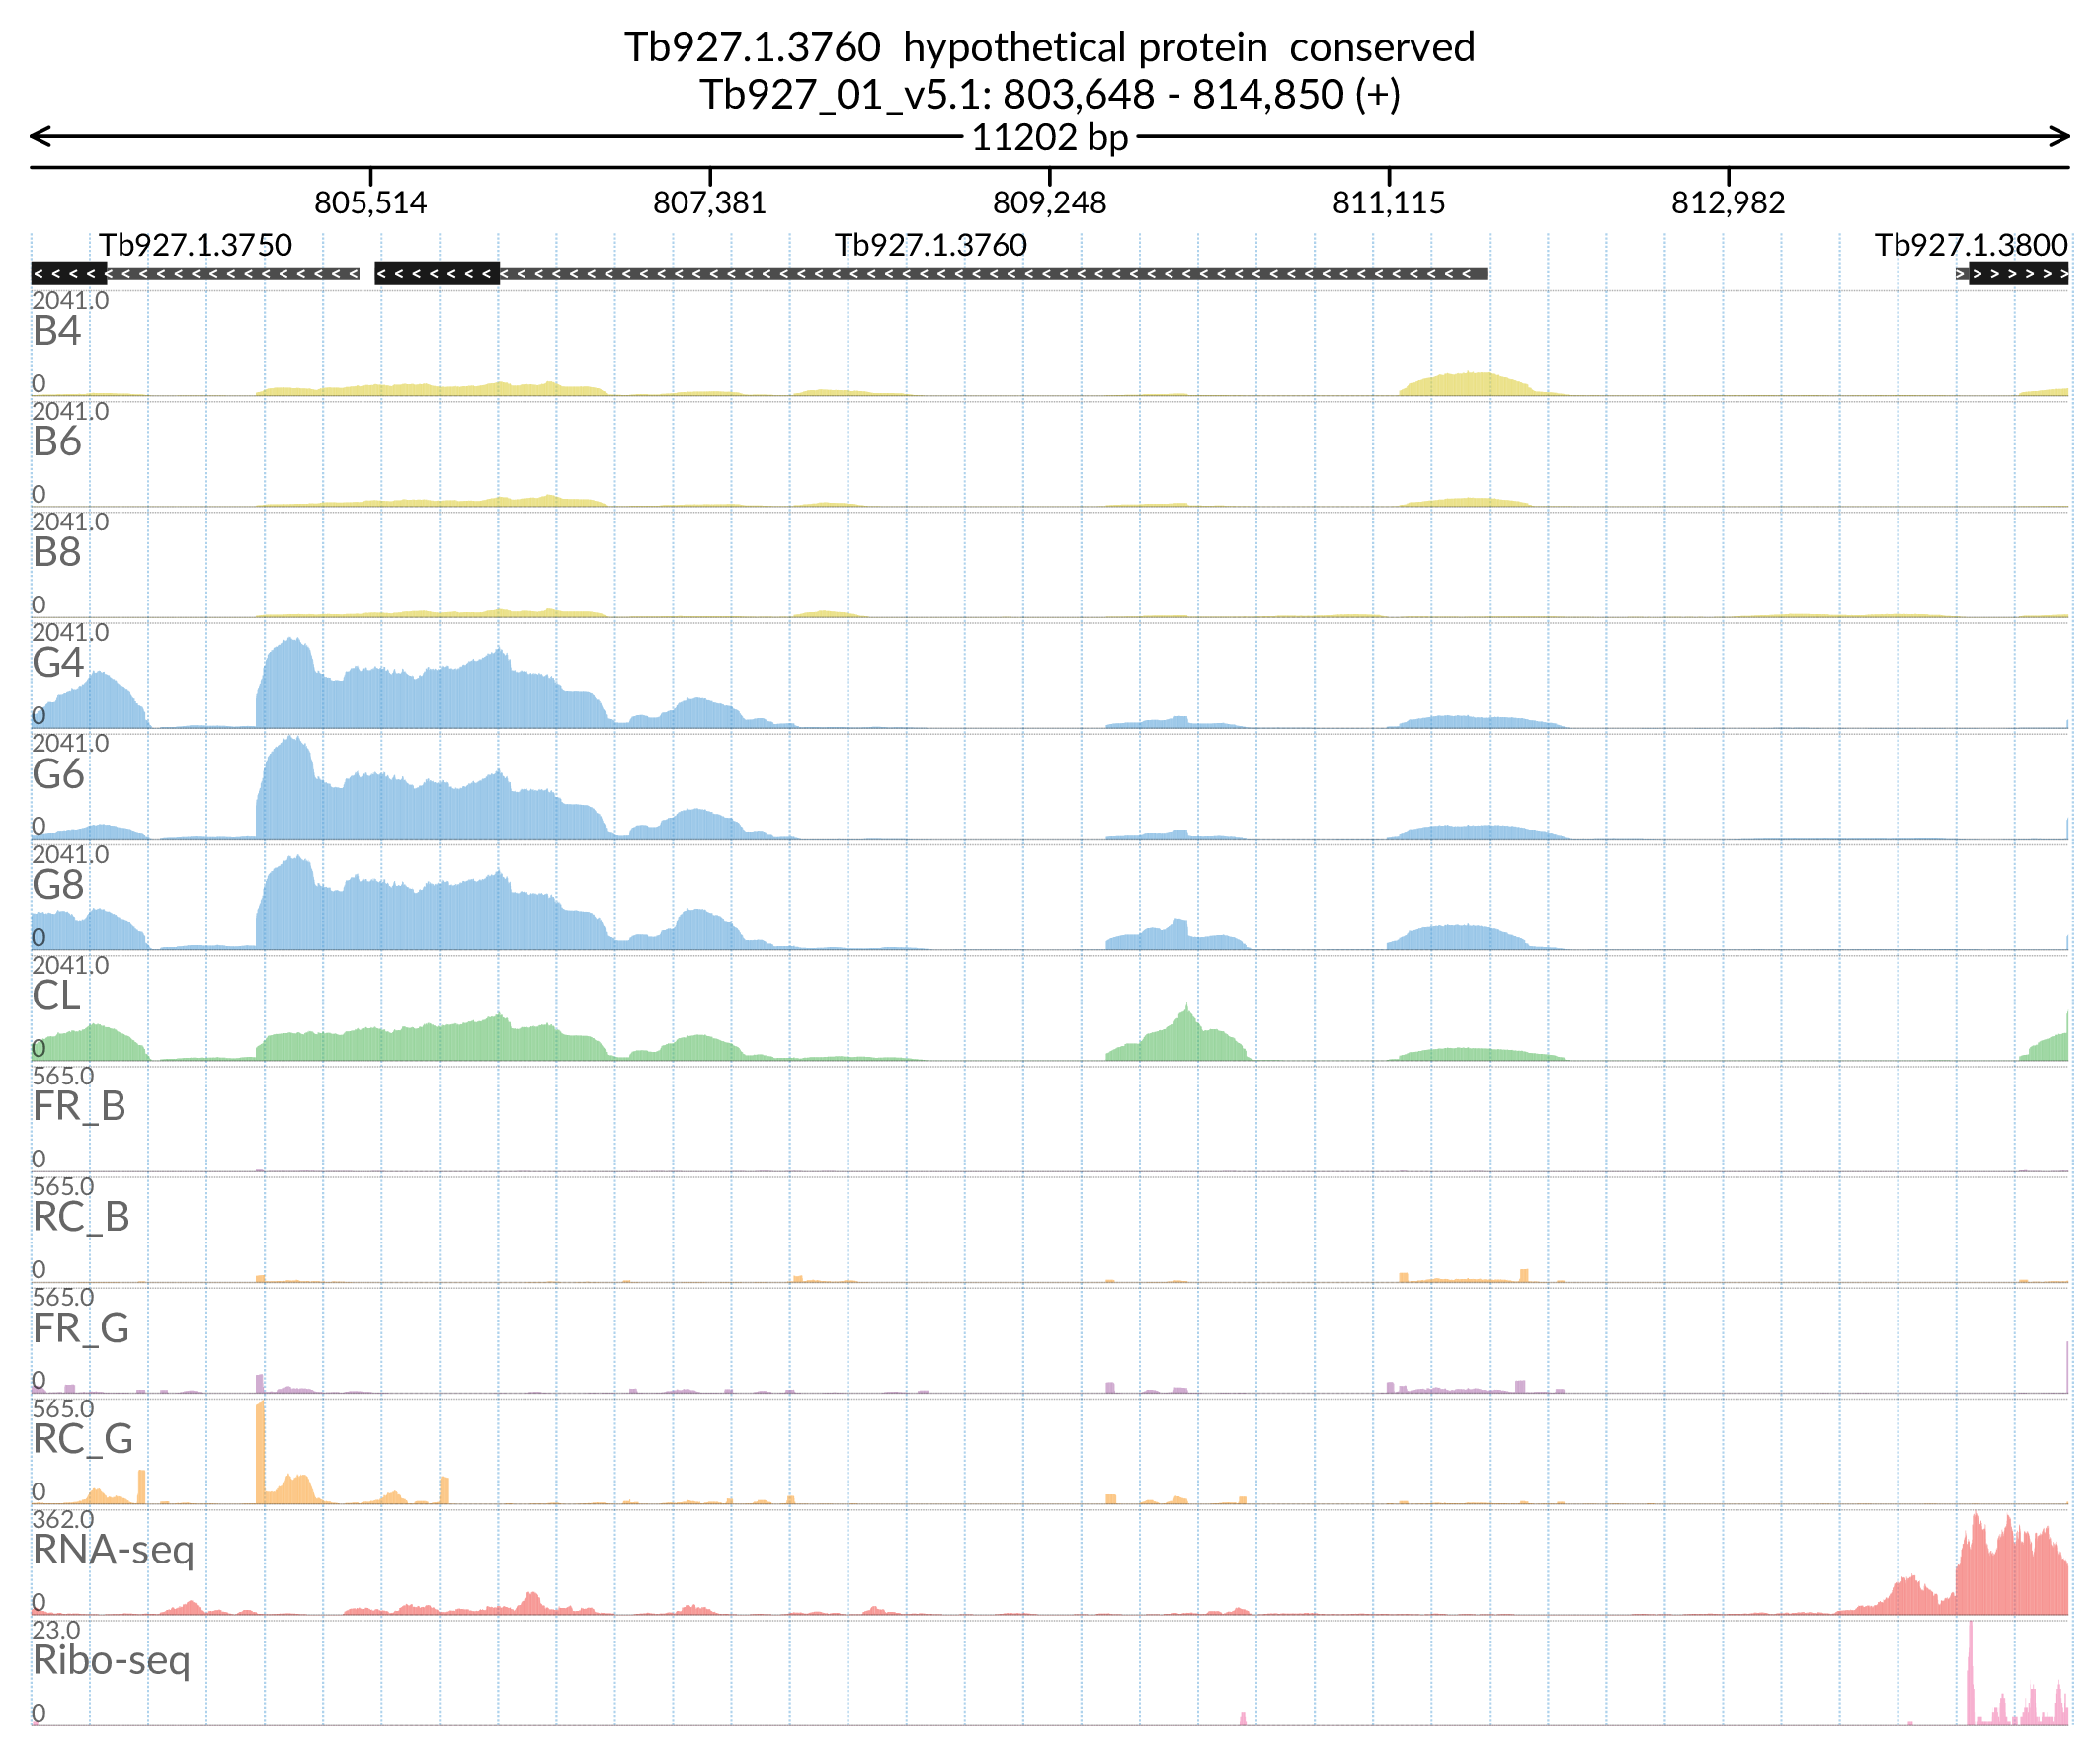 Tb927.1.3760 hypothetical protein conserved
Tb927_01_v5.1: 803,648 - 814,850 (+)
11202 bp
805,514 807,381 809,248 811,115 812,982
Tb927.1.3750 Tb927.1.3760 Tb927.1.3800
2041.0
B4
0
2041.0
B6
0
2041.0
B8
0
2041.0
G4
0
2041.0
G6
0
2041.0
G8
0
2041.0
CL
0
565.0
FR_B
0
565.0
RC_B
0
565.0
FR_G
0
565.0
RC_G
0
362.0
RNA-seq
0
23.0
Ribo-seq
0